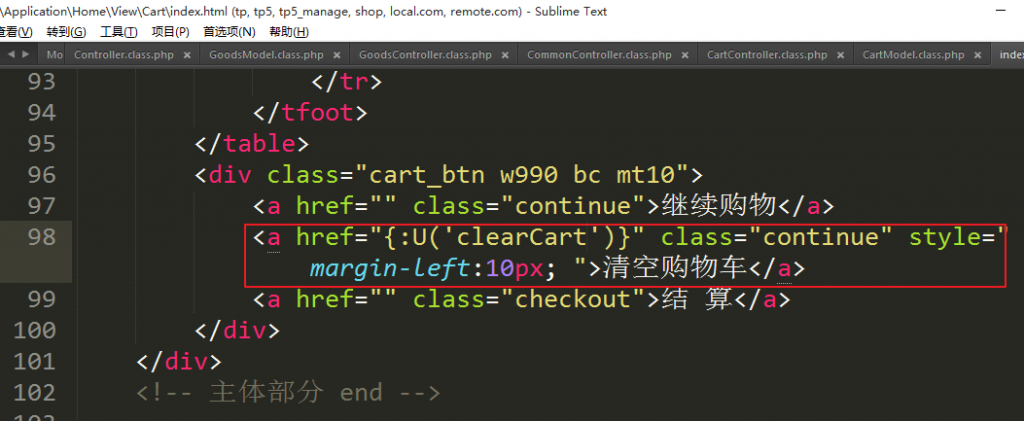 \Application\Home\View\Cart\index.html (tp, tp5, tp5_manage, shop, local.com, remote.com) - Sublime Text
查看(V) 转到(G) 工具(T) 项目(P) 首选项(N) 帮助(H)
Mo Controller.class.php × GoodsModel.class.php × GoodsController.class.php × CommonController.class.php × CartController.class.php × CartModel.class.php × index
93 </tr>
94 </tfoot>
95 </table>
96 <div class="cart_btn w990 bc mt10">
97 <a href="" class="continue">继续购物</a>
98 <a href="{:U('clearCart')}" class="continue" style="
margin-left:10px; ">清空购物车</a>
99 <a href="" class="checkout">结 算</a>
100 </div>
101 </div>
102 <!-- 主体部分 end -->
103